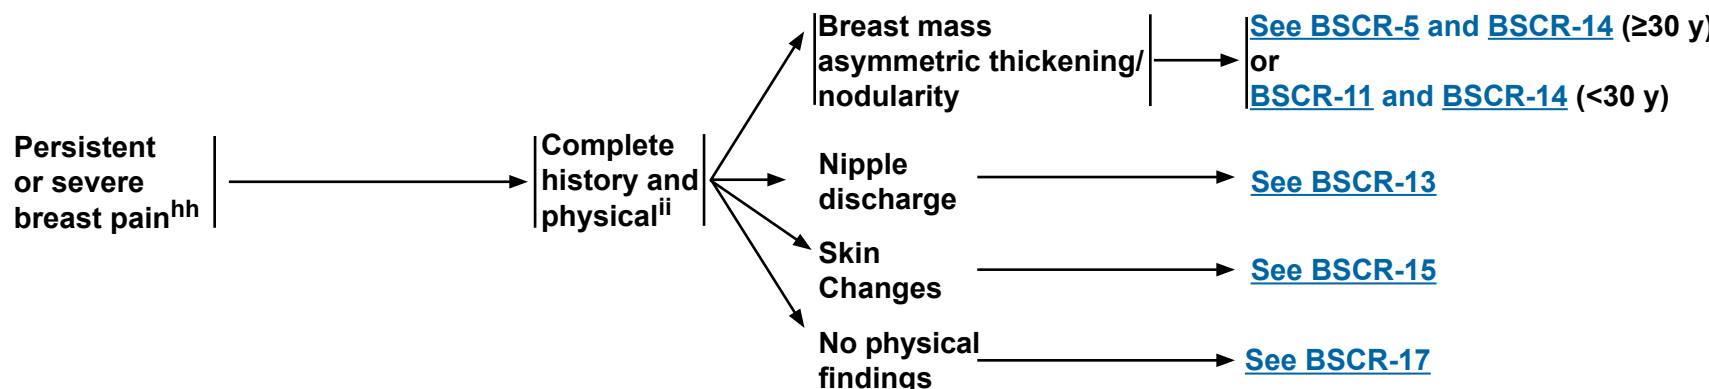 Persistent
or severe
breast painhh
Complete
history and
physicalii
Breast mass
asymmetric thickening/
nodularity
See BSCR-5 and BSCR-14 (≥30 y)
or
BSCR-11 and BSCR-14 (<30 y)
Nipple
discharge
See BSCR-13
Skin
Changes
See BSCR-15
No physical
findings
See BSCR-17